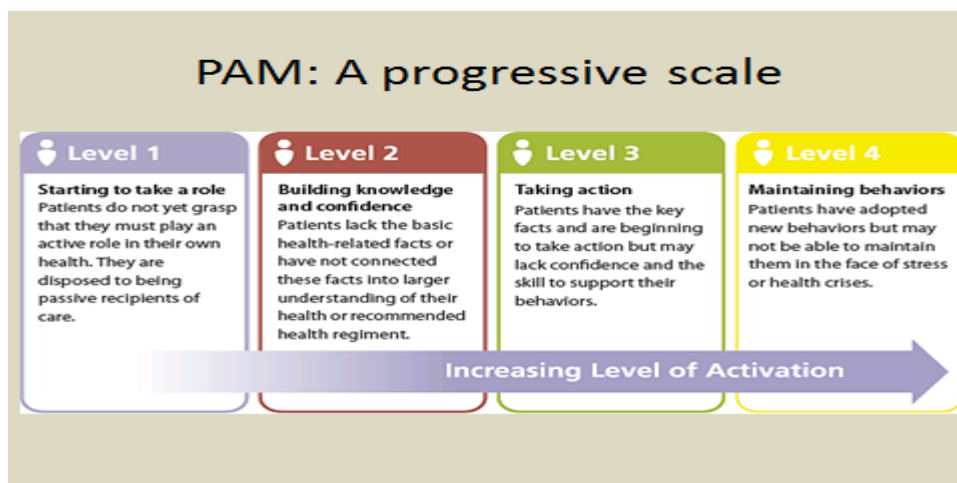 PAM: A progressive scale
Level 1
Starting to take a role
Patients do not yet grasp
that they must play an
active role in their own
health. They are
disposed to being
passive recipients of
care.
Level 2
Building knowledge
and confidence
Patients lack the basic
health-related facts or
have not connected
these facts into larger
understanding of their
health or recommended
health regiment.
Level 3
Taking action
Patients have the key
facts and are beginning
to take action but may
lack confidence and the
skill to support their
behaviors.
Level 4
Maintaining behaviors
Patients have adopted
new behaviors but may
not be able to maintain
them in the face of stress
or health crises.
Increasing Level of Activation